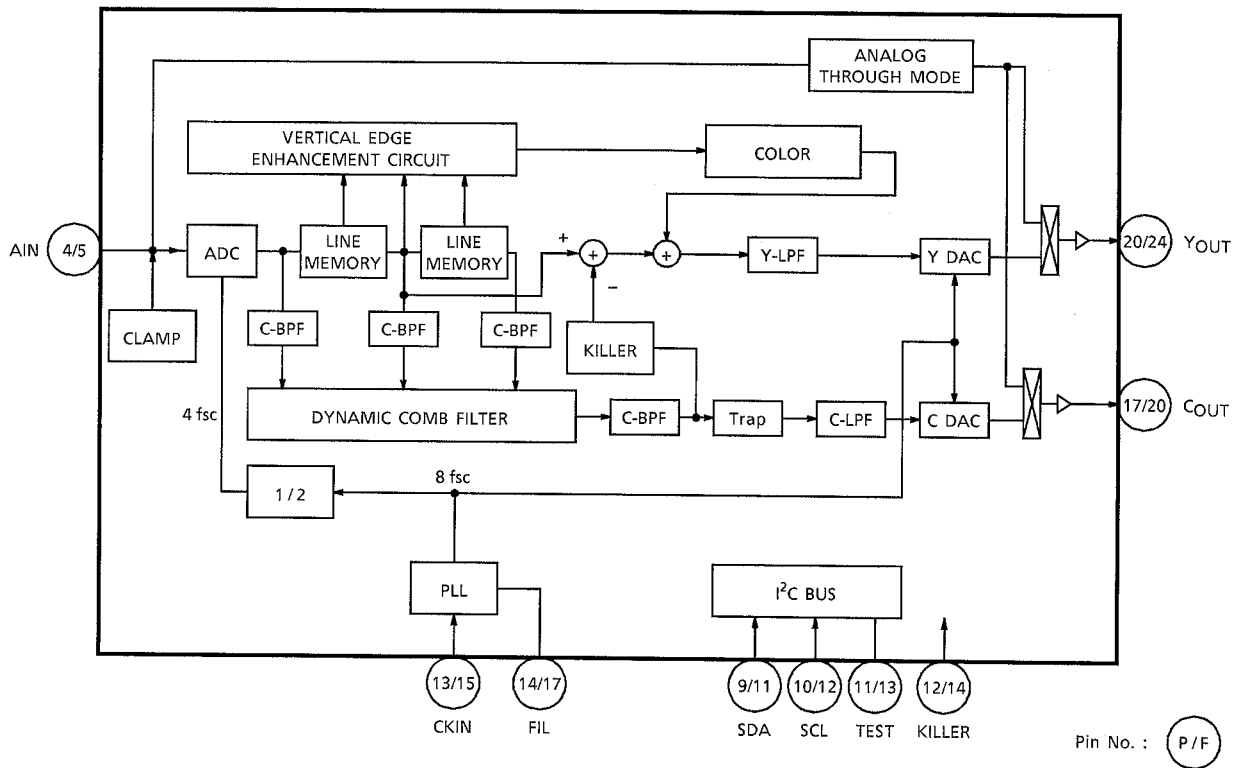 ANALOG
THROUGH MODE
VERTICAL EDGE
ENHANCEMENT CIRCUIT
COLOR
AIN
4/5
ADC
LINE
MEMORY
LINE
MEMORY
+
+
+
−
Y-LPF
Y DAC
20/24
YOUT
CLAMP
C-BPF
C-BPF
C-BPF
KILLER
4 fsc
DYNAMIC COMB FILTER
C-BPF
Trap
C-LPF
C DAC
17/20
COUT
1/2
8 fsc
PLL
I²C BUS
13/15
14/17
9/11
10/12
11/13
12/14
CKIN
FIL
SDA
SCL
TEST
KILLER
Pin No. : P/F